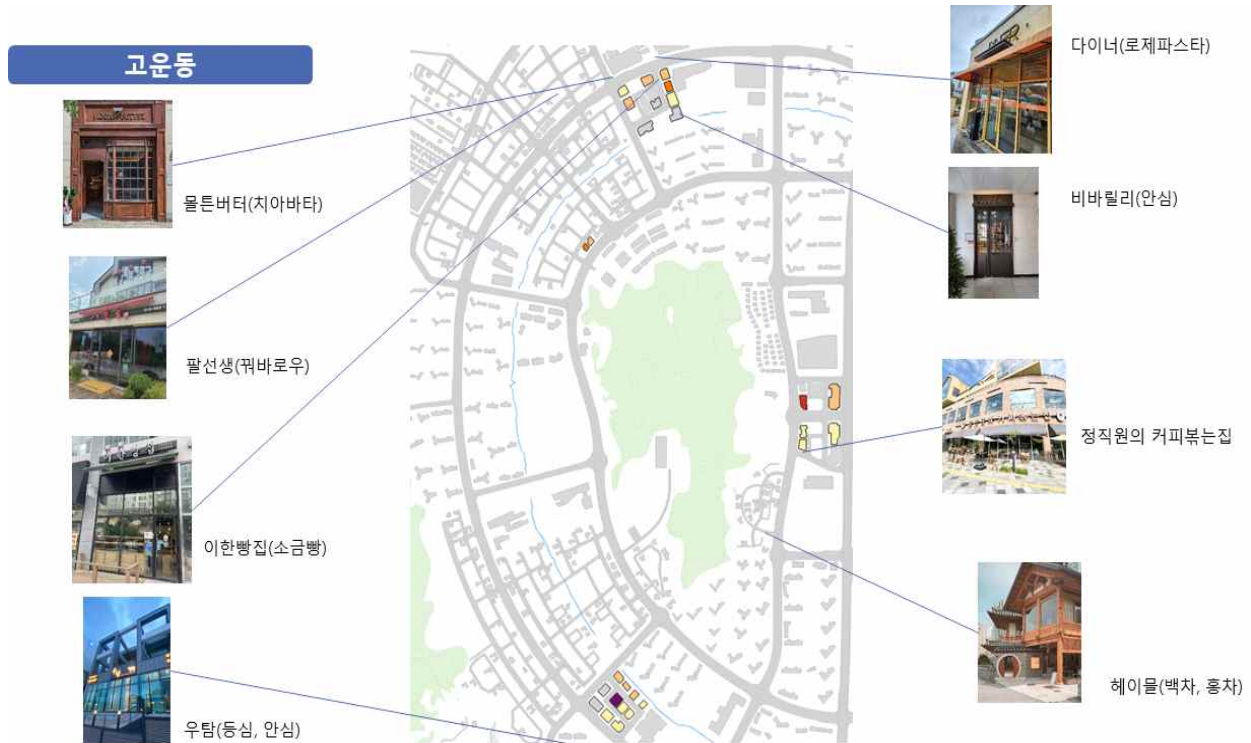 고운동
다이너(로제파스타)
몰튼버터(치아바타)
비바릴리(안심)
팔선생(꿔바로우)
정직원의 커피볶는집
이한빵집(소금빵)
헤이믈(백차, 홍차)
우탐(등심, 안심)